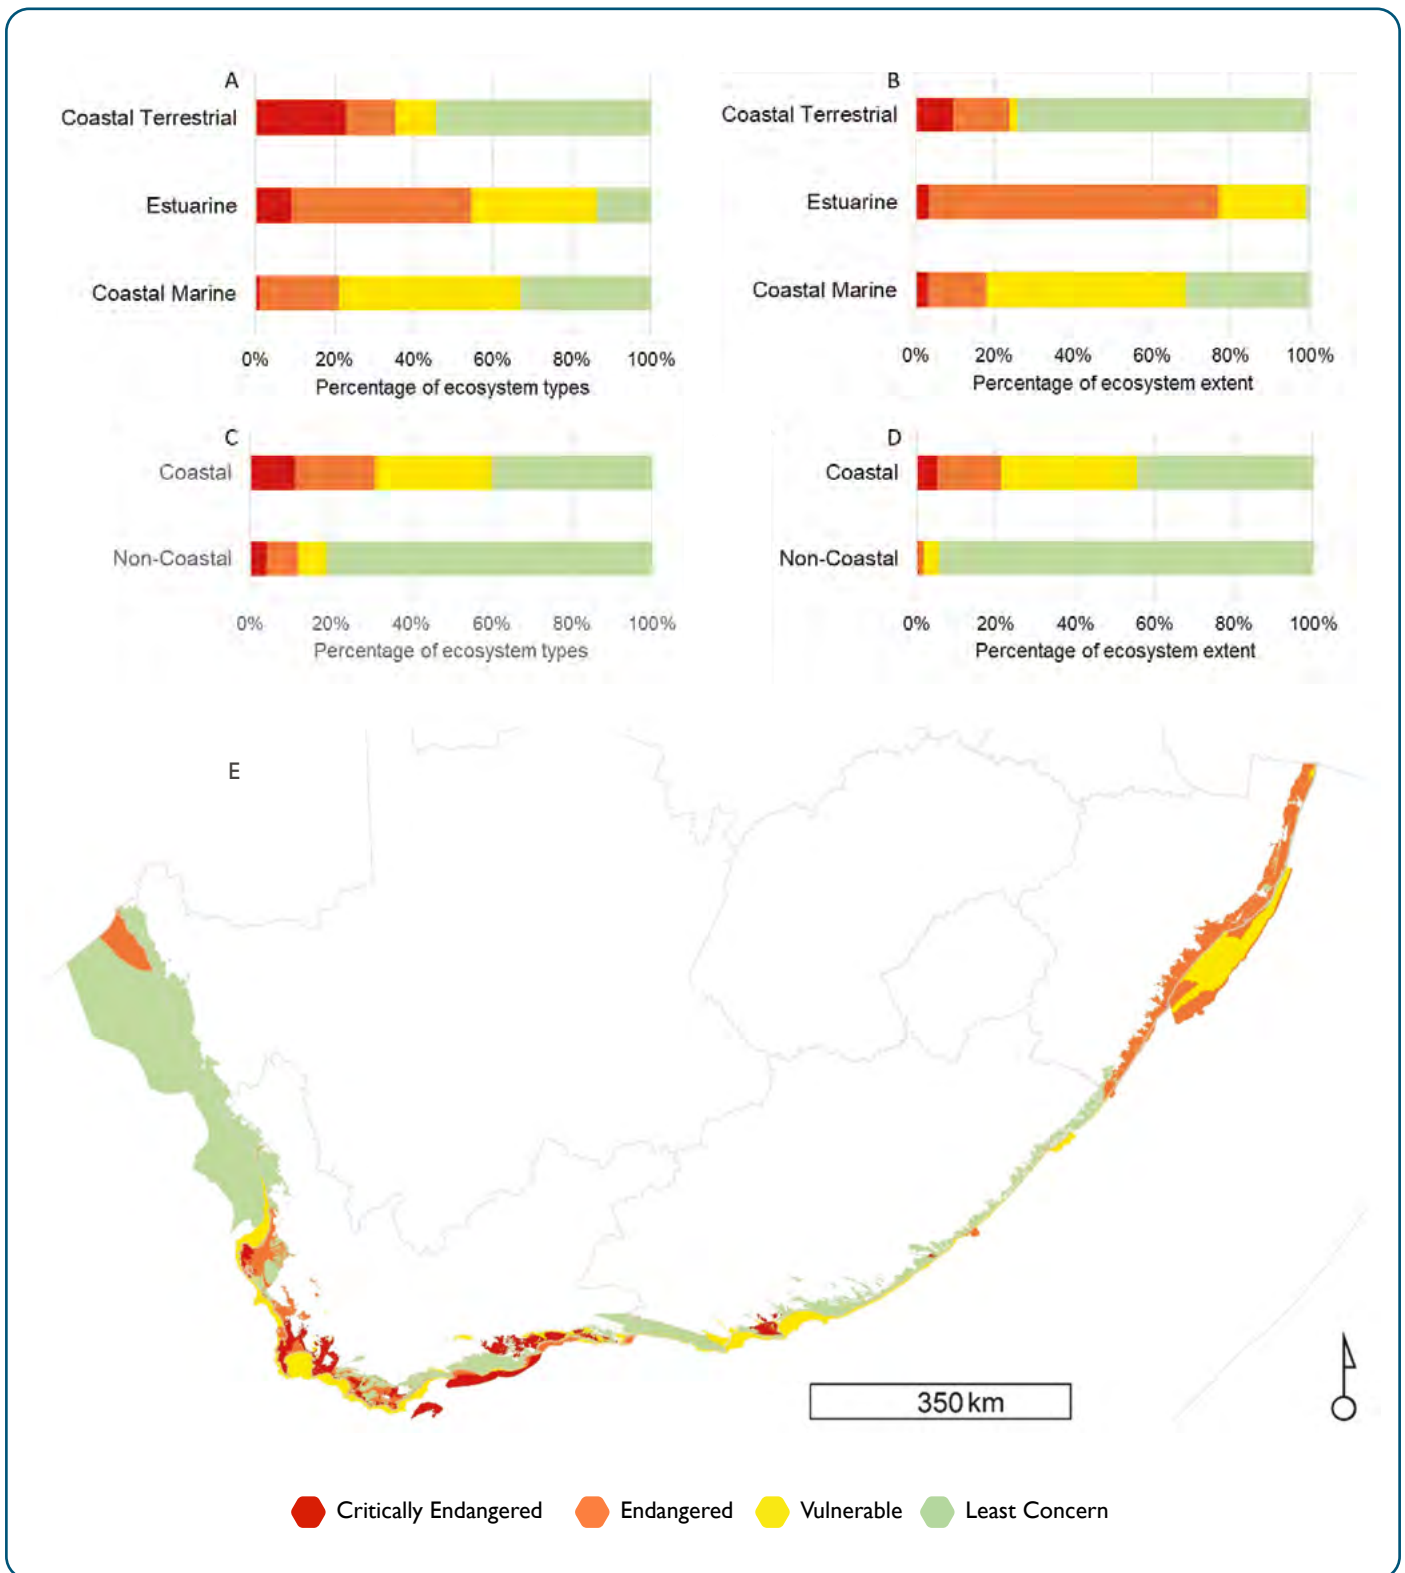 A
Coastal Terrestrial
Estuarine
Coastal Marine
0% 20% 40% 60% 80% 100%
Percentage of ecosystem types
B
Coastal Terrestrial
Estuarine
Coastal Marine
0% 20% 40% 60% 80% 100%
Percentage of ecosystem extent
C
Coastal
Non-Coastal
0% 20% 40% 60% 80% 100%
Percentage of ecosystem types
D
Coastal
Non-Coastal
0% 20% 40% 60% 80% 100%
Percentage of ecosystem extent
E
350 km
Critically Endangered Endangered Vulnerable Least Concern